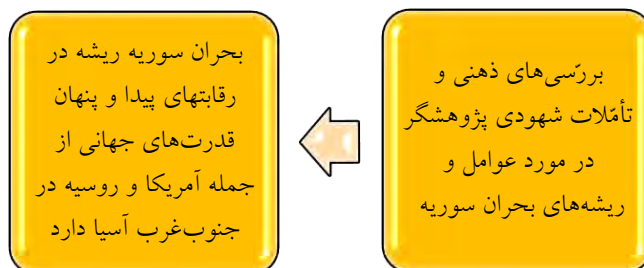 بررّسی‌های ذهنی و
تأمّلات شهودی پژوهشگر
در مورد عوامل و
ریشه‌های بحران سوریه
بحران سوریه ریشه در
رقابتهای پیدا و پنهان
قدرت‌های جهانی از
جمله آمریکا و روسیه در
جنوب‌غرب آسیا دارد